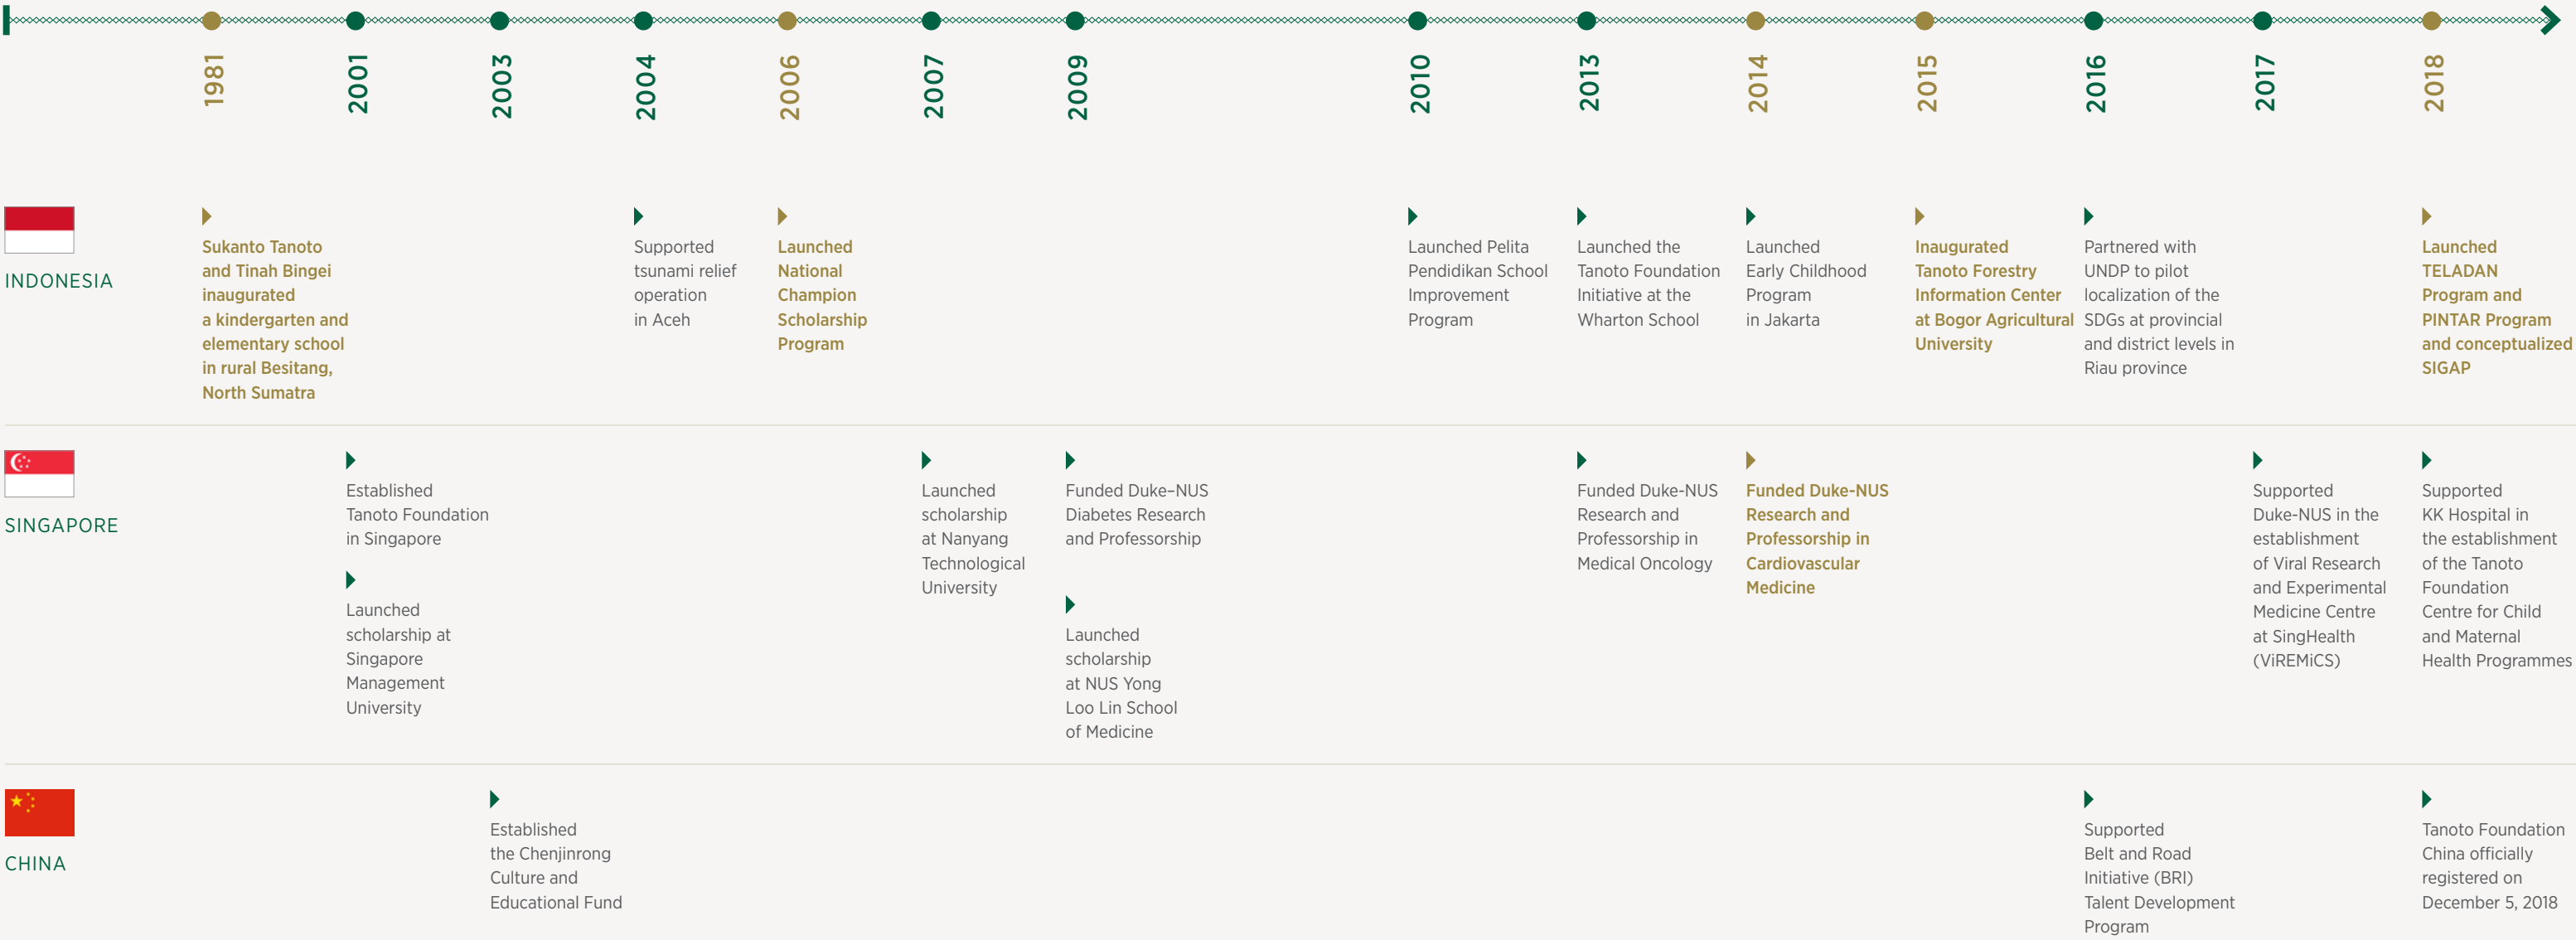 1981
2001
2003
2004
2006
2007
2009
2010
2013
2014
2015
2016
2017
2018
INDONESIA
Sukanto Tanoto
and Tinah Bingei
inaugurated
a kindergarten and
elementary school
in rural Besitang,
North Sumatra
Supported
tsunami relief
operation
in Aceh
Launched
National
Champion
Scholarship
Program
Launched Pelita
Pendidikan School
Improvement
Program
Launched the
Tanoto Foundation
Initiative at the
Wharton School
Launched
Early Childhood
Program
in Jakarta
Inaugurated
Tanoto Forestry
Information Center
at Bogor Agricultural
University
Partnered with
UNDP to pilot
localization of the
SDGs at provincial
and district levels in
Riau province
Launched
TELADAN
Program and
PINTAR Program
and conceptualized
SIGAP
SINGAPORE
Established
Tanoto Foundation
in Singapore
Launched
scholarship at
Singapore
Management
University
Launched
scholarship
at Nanyang
Technological
University
Funded Duke–NUS
Diabetes Research
and Professorship
Launched
scholarship
at NUS Yong
Loo Lin School
of Medicine
Funded Duke-NUS
Research and
Professorship in
Medical Oncology
Funded Duke-NUS
Research and
Professorship in
Cardiovascular
Medicine
Supported
Duke-NUS in the
establishment
of Viral Research
and Experimental
Medicine Centre
at SingHealth
(ViREMiCS)
Supported
KK Hospital in
the establishment
of the Tanoto
Foundation
Centre for Child
and Maternal
Health Programmes
CHINA
Established
the Chenjinrong
Culture and
Educational Fund
Supported
Belt and Road
Initiative (BRI)
Talent Development
Program
Tanoto Foundation
China officially
registered on
December 5, 2018